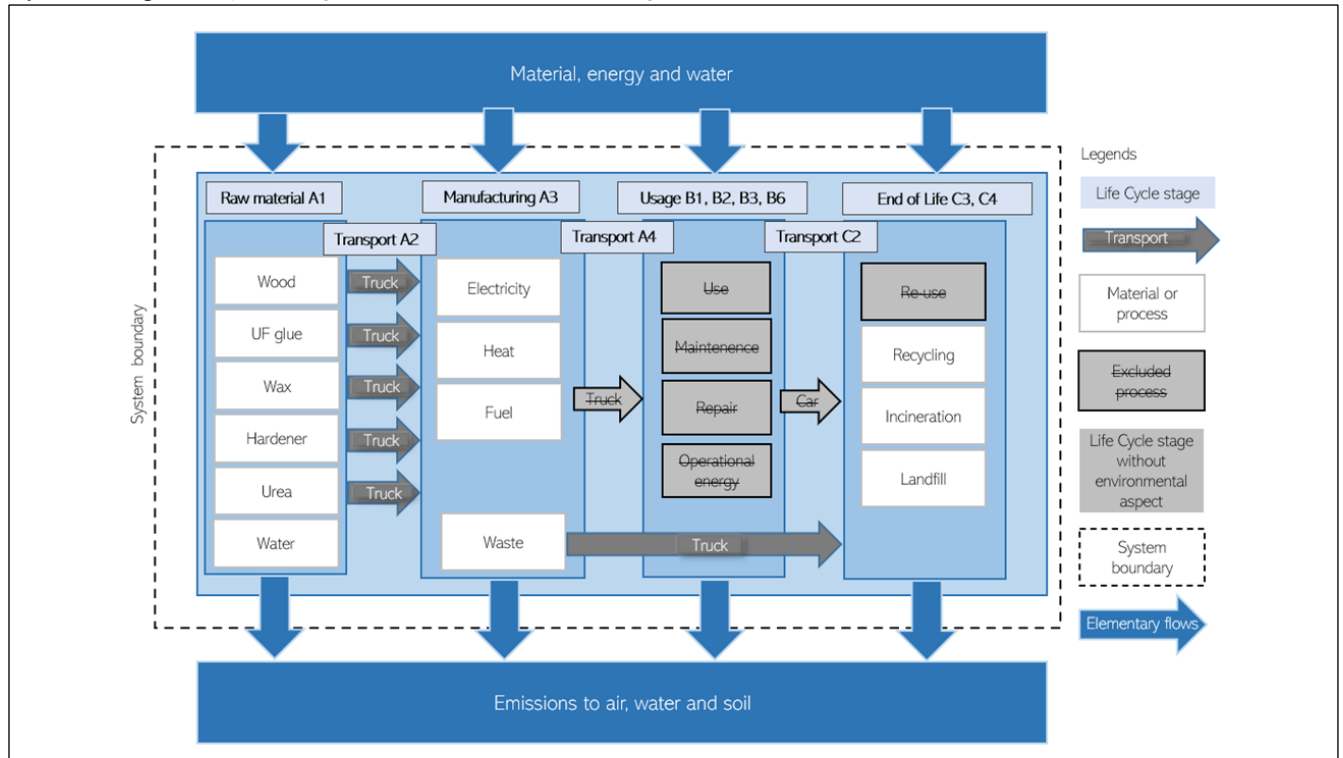 Material, energy and water
Raw material A1
Manufacturing A3
Usage B1, B2, B3, B6
End of Life C3, C4
Transport A2
Transport A4
Transport C2
Wood
UF glue
Wax
Hardener
Urea
Water
Truck
Truck
Truck
Truck
Truck
Electricity
Heat
Fuel
Waste
Truck
Use
Maintenence
Repair
Operational
energy
Truck
Car
Re-use
Recycling
Incineration
Landfill
System boundary
Emissions to air, water and soil
Legends
Life Cycle stage
Transport
Material or
process
Excluded
process
Life Cycle stage
without
environmental
aspect
System
boundary
Elementary flows